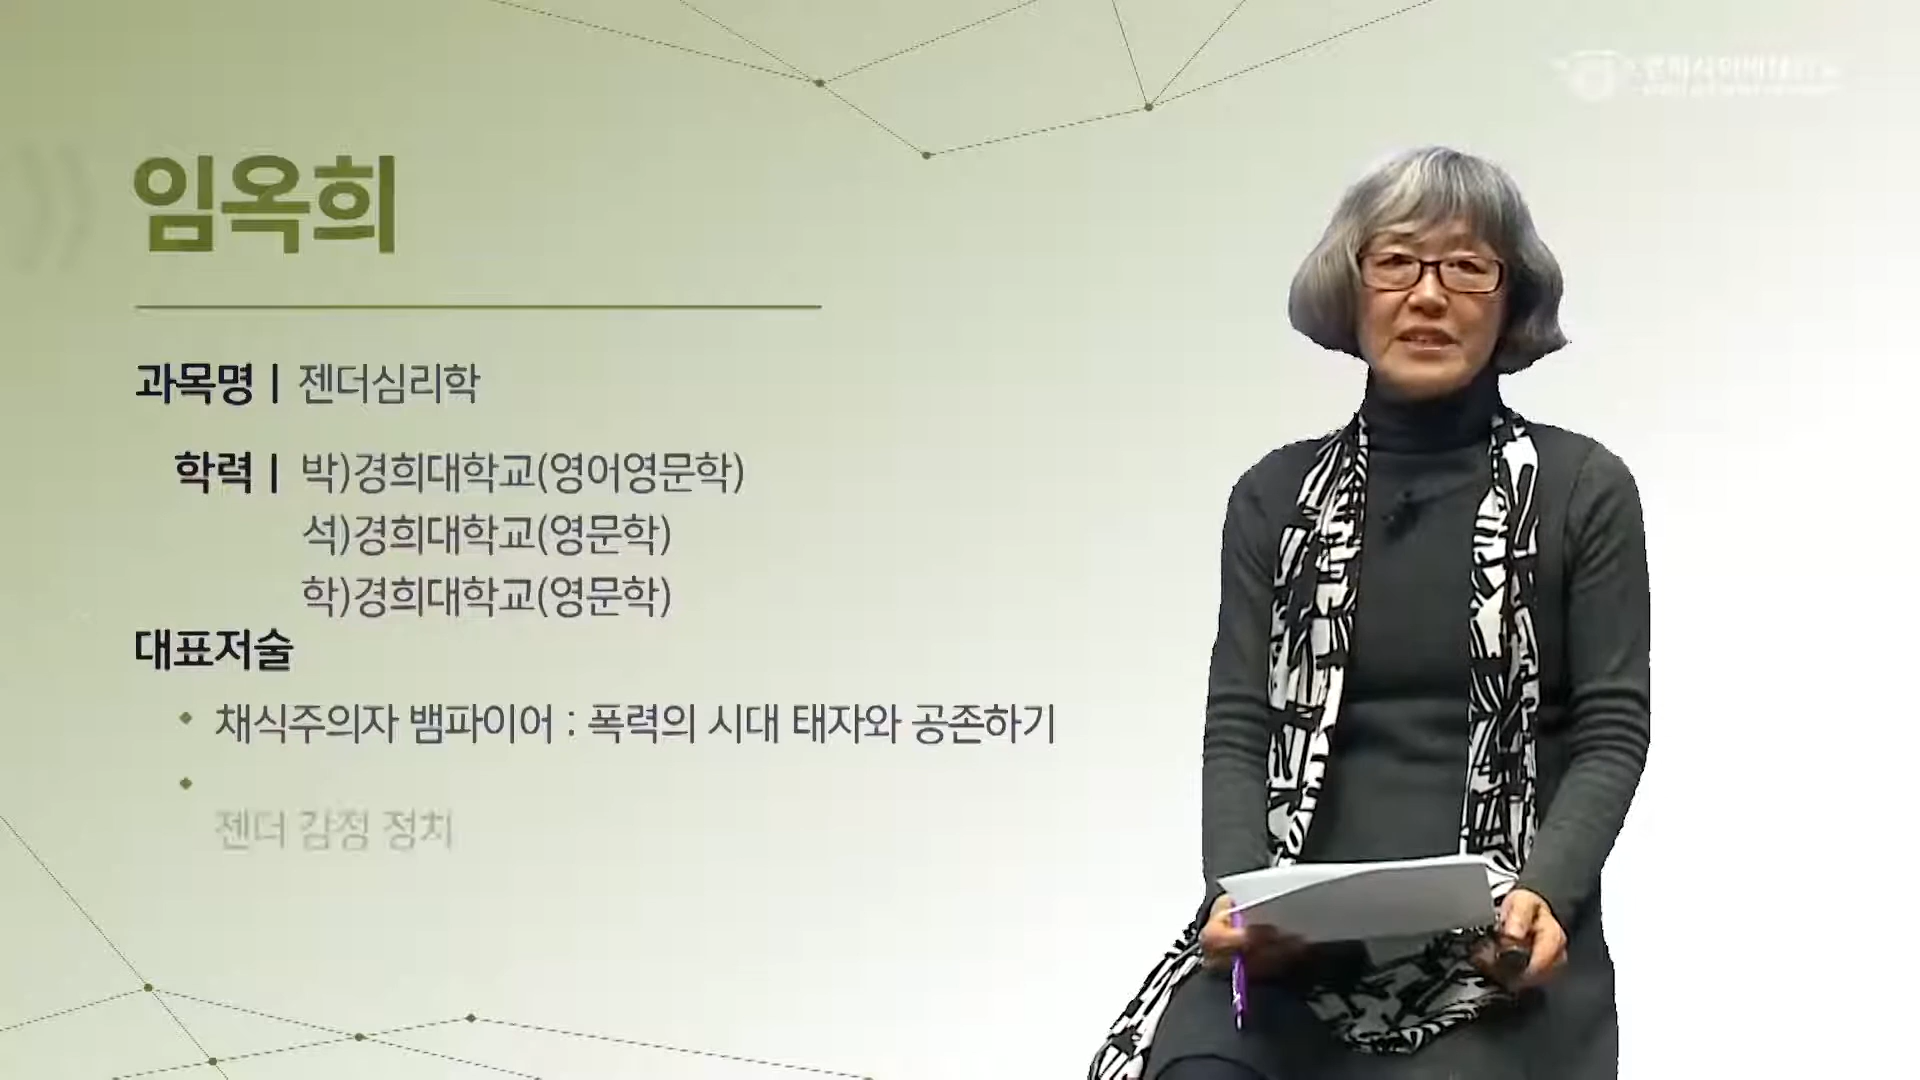 임옥희
과목명 | 젠더심리학
학력 | 박)경희대학교(영어영문학)
석)경희대학교(영문학)
학)경희대학교(영문학)
대표저술
채식주의자 뱀파이어 : 폭력의 시대 타자와 공존하기
젠더 감정 정치